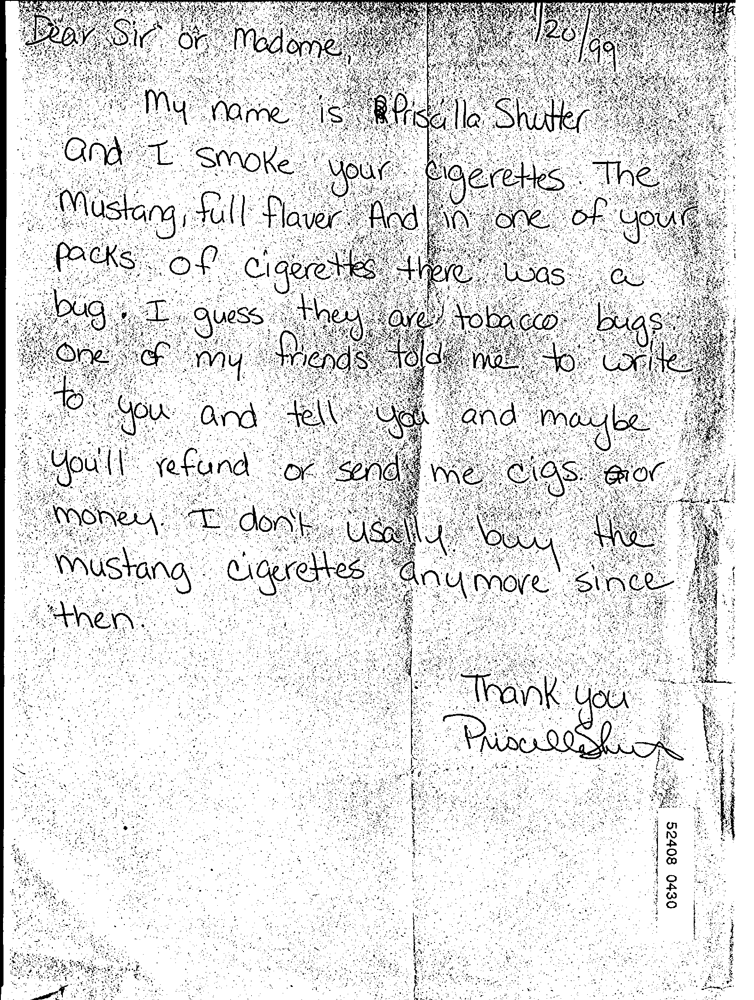 1/20/99
Dear Sir or Madome,
My name is Priscilla Shutter
and I smoke your cigerettes. The
Mustang, full flaver. And in one of your
packs of cigerettes there was a
bug. I guess they are tobacco bugs.
One of my friends told me to write
to you and tell you and maybe
you'll refund or send me cigs. or
money. I don't usally buy the
mustang cigerettes anymore since
then.
Thank you
Priscilla Shutter
52408 0430